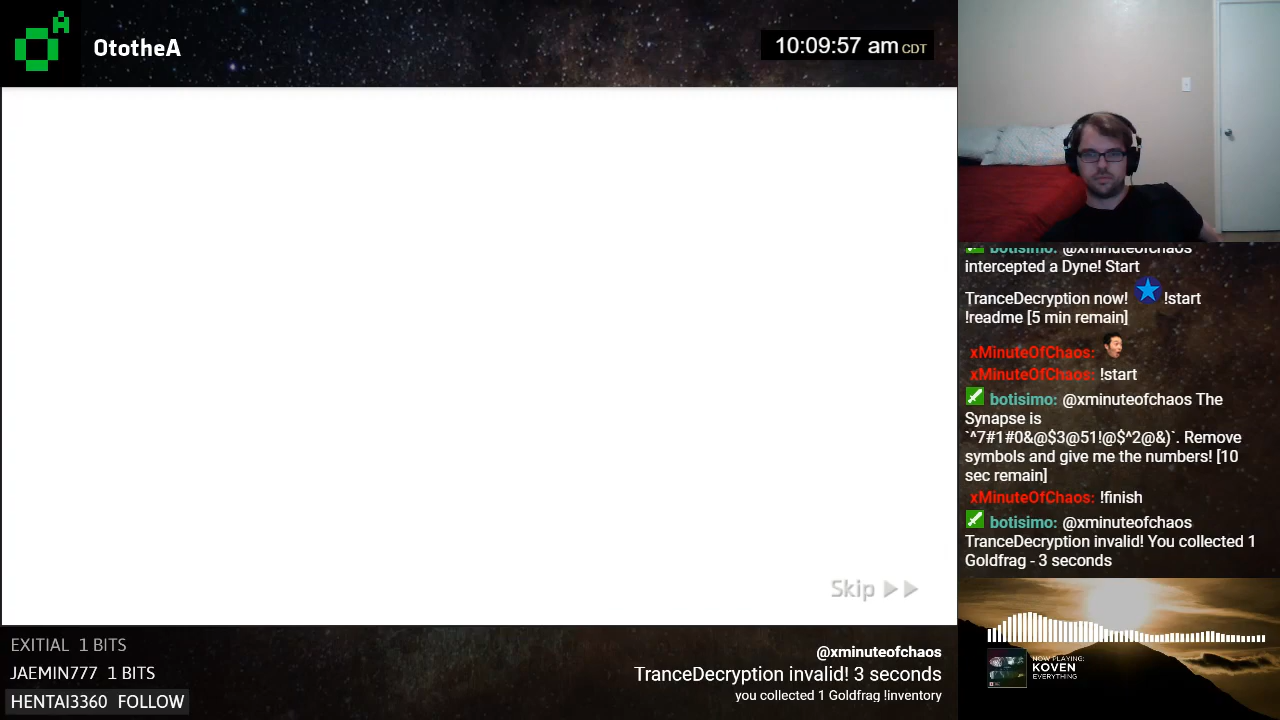 OtotheA
10:09:57 am CDT
botisimo: @xminuteofchaos
intercepted a Dyne! Start
TranceDecryption now! !start
!readme [5 min remain]
xMinuteOfChaos:
xMinuteOfChaos: !start
botisimo: @xminuteofchaos The
Synapse is
`^7#1#0&@$3@51!@$^2@&)`. Remove
symbols and give me the numbers! [10
sec remain]
xMinuteOfChaos: !finish
botisimo: @xminuteofchaos
TranceDecryption invalid! You collected 1
Goldfrag - 3 seconds
Skip
EXITIAL 1 BITS
JAEMIN777 1 BITS
HENTAI3360 FOLLOW
@xminuteofchaos
TranceDecryption invalid! 3 seconds
you collected 1 Goldfrag !inventory
NOW PLAYING:
KOVEN
EVERYTHING